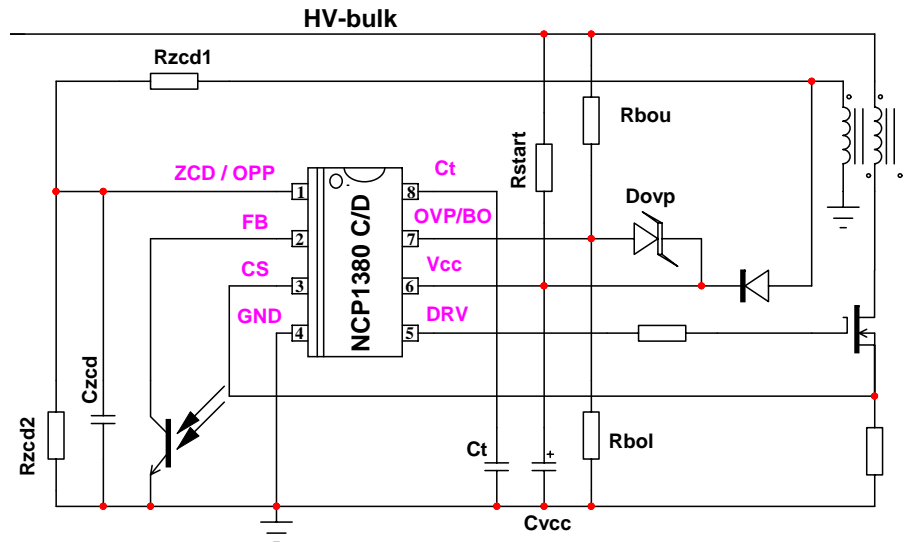 HV-bulk
Rzcd1
Rbou
Rstart
ZCD / OPP
Ct
Dovp
1
8
FB
OVP/BO
2
7
NCP1380 C/D
CS
Vcc
3
6
GND
DRV
4
5
Czcd
Rzcd2
Ct
+
Rbol
Cvcc